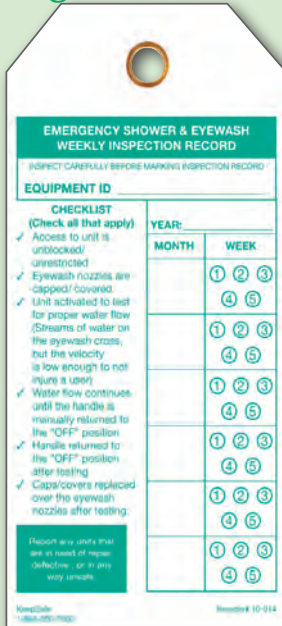 EMERGENCY SHOWER & EYEWASH
WEEKLY INSPECTION RECORD
INSPECT CAREFULLY BEFORE MARKING INSPECTION RECORD
EQUIPMENT ID
CHECKLIST
(Check all that apply)
✓ Access to unit is
unblocked/
unrestricted
✓ Eyewash nozzles are
capped/ covered
✓ Unit activated to test
for proper water flow
(Streams of water on
the eyewash cross,
but the velocity
is low enough to not
injure a user)
✓ Water flow continues
until the handle is
manually returned to
the "OFF" position
✓ Handle returned to
the "OFF" position
after testing
✓ Caps/covers replaced
over the eyewash
nozzles after testing.
Report any units that
are in need of repair
defective, or in any
way unsafe
YEAR:
MONTH WEEK
1 2 3
4 5
1 2 3
4 5
1 2 3
4 5
1 2 3
4 5
1 2 3
4 5
1 2 3
4 5
Reorder# 10-014